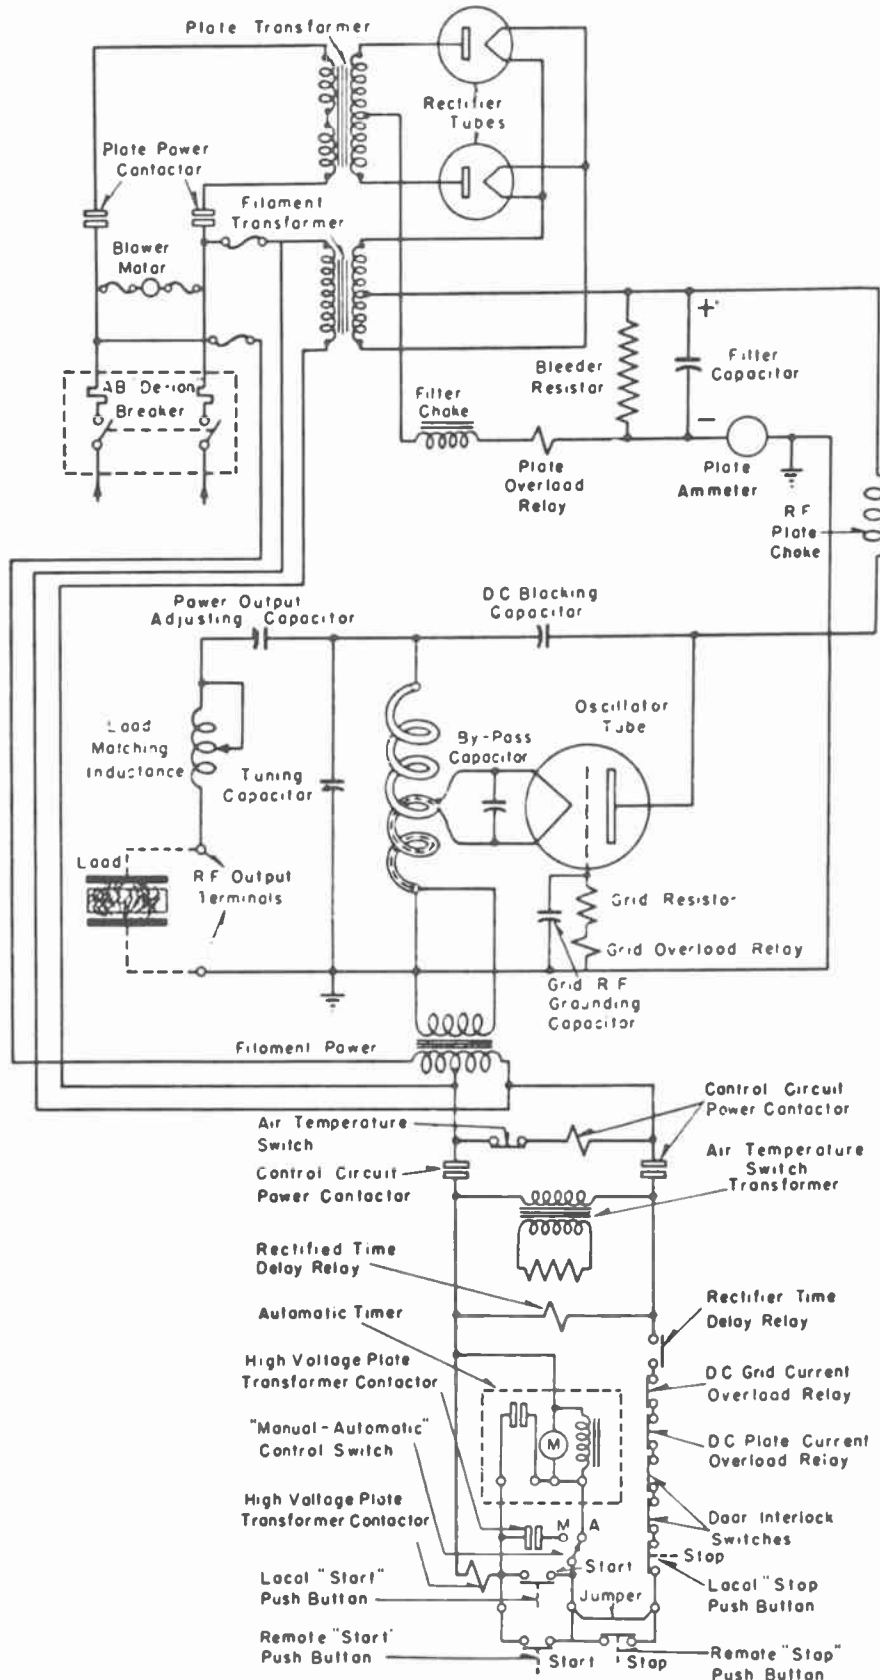 Plate Transformer
Rectifier
Tubes
Plate Power
Contactor
Filament
Transformer
Blower
Motor
AB De-ion
Breaker
Bleeder
Resistor
+
Filter
Capacitor
Filter
Choke
−
Plate
Overload
Relay
Plate
Ammeter
RF
Plate
Choke
Power Output
Adjusting Capacitor
DC Blocking
Capacitor
Load
Matching
Inductance
Tuning
Capacitor
By-Pass
Capacitor
Oscillator
Tube
Load
RF Output
Terminals
Grid Resistor
Grid Overload Relay
Grid RF
Grounding
Capacitor
Filament Power
Control Circuit
Power Contactor
Air Temperature
Switch
Control Circuit
Power Contactor
Air Temperature
Switch
Transformer
Rectified Time
Delay Relay
Rectifier Time
Delay Relay
Automatic Timer
High Voltage Plate
Transformer Contactor
DC Grid Current
Overload Relay
"Manual-Automatic"
Control Switch
M
DC Plate Current
Overload Relay
High Voltage Plate
Transformer Contactor
M
A
Door Interlock
Switches
Start
Stop
Local "Start"
Push Button
Jumper
Local "Stop
Push Button
Remote "Start'
Push Button
Start
Stop
Remote "Stop"
Push Button